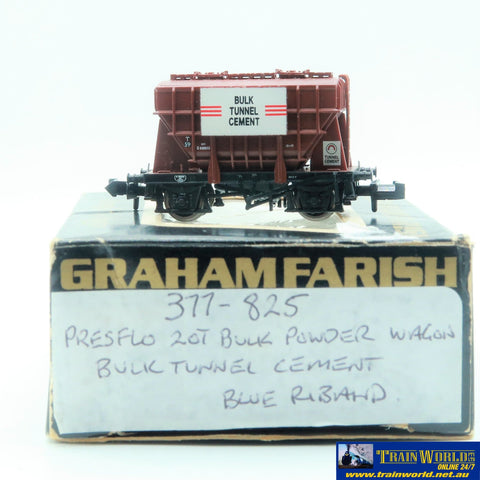 BULK
TUNNEL
CEMENT
TUNNEL
CEMENT
GRAHAM FARISH
377-825
PRESFLO 20T BULK POWDER WAGON
BULK TUNNEL CEMENT
BLUE RIBAND.
TRAIN WORLD
ONLINE 24/7
www.trainworld.net.au